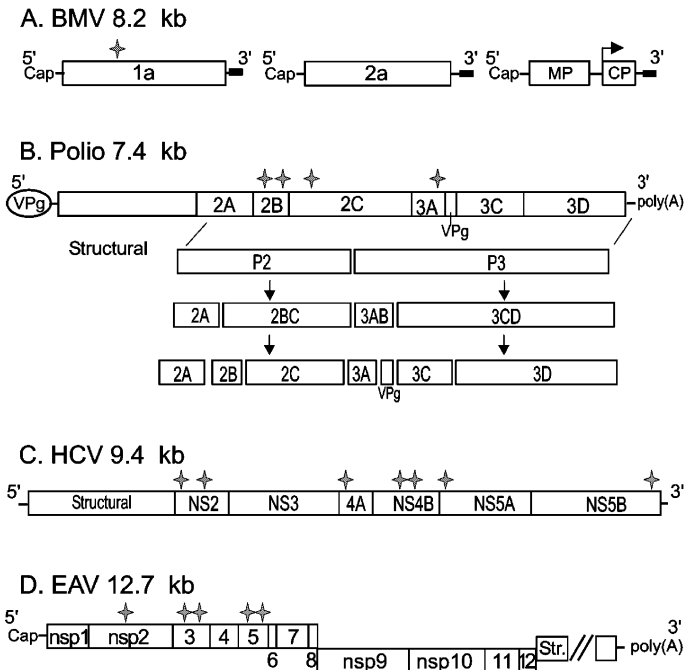 A. BMV 8.2 kb
5' 3' 5' 3' 5' 3'
Cap 1a Cap 2a Cap MP CP
B. Polio 7.4 kb
5' 3'
VPg 2A 2B 2C 3A 3C 3D poly(A)
VPg
Structural
P2 P3
2A 2BC 3AB 3CD
2A 2B 2C 3A 3C 3D
VPg
C. HCV 9.4 kb
5' 3'
Structural NS2 NS3 4A NS4B NS5A NS5B
D. EAV 12.7 kb
5' 3'
Cap nsp1 nsp2 3 4 5 7 Str. // poly(A)
6 8 nsp9 nsp10 11 12